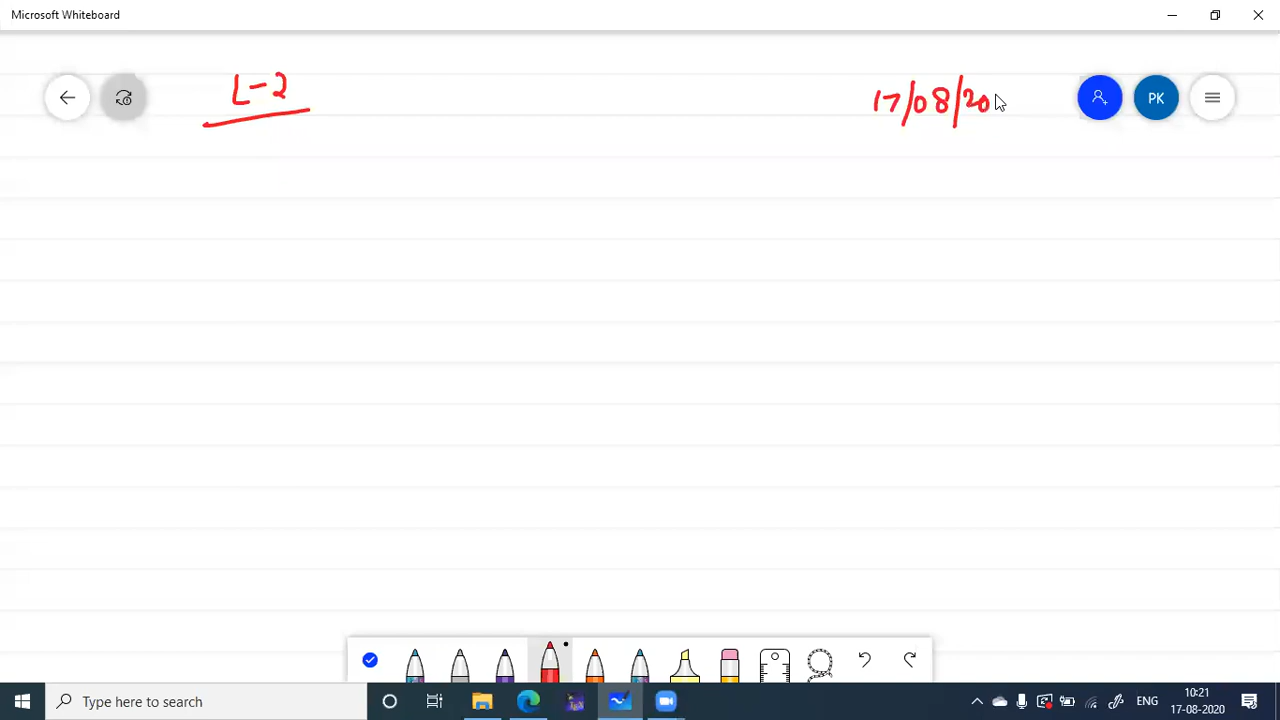 Microsoft Whiteboard
L-2
17/08/20
PK
Type here to search
ENG
10:21
17-08-2020